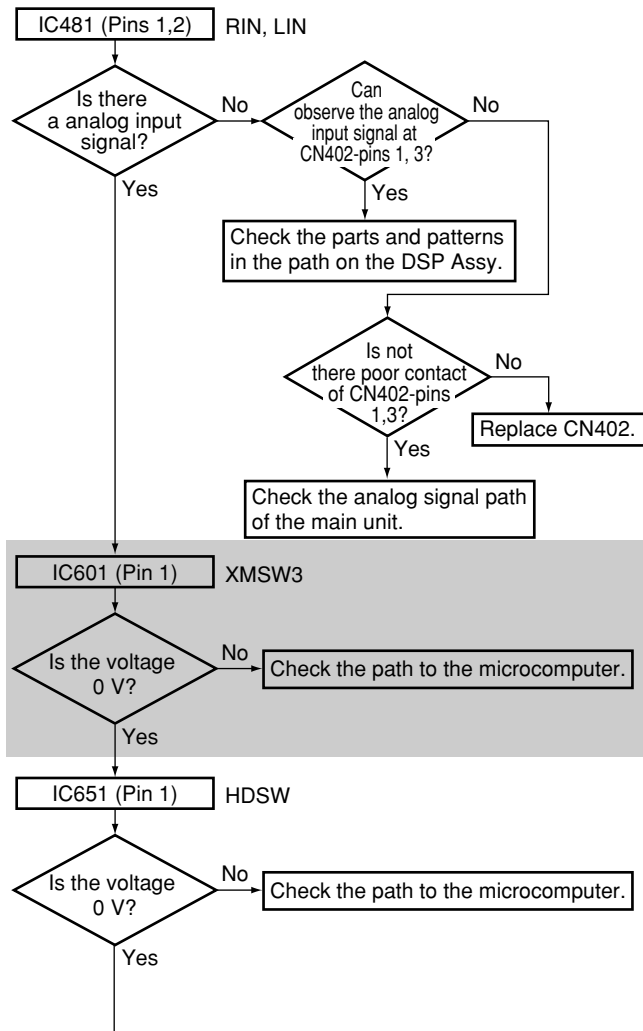 IC481 (Pins 1,2) RIN, LIN
Is there
a analog input
signal?
No
Can
observe the analog
input signal at
CN402-pins 1, 3?
No
Yes
Yes
Check the parts and patterns
in the path on the DSP Assy.
Is not
there poor contact
of CN402-pins
1,3?
No
Replace CN402.
Yes
Check the analog signal path
of the main unit.
IC601 (Pin 1) XMSW3
Is the voltage
0 V?
No
Check the path to the microcomputer.
Yes
IC651 (Pin 1) HDSW
Is the voltage
0 V?
No
Check the path to the microcomputer.
Yes